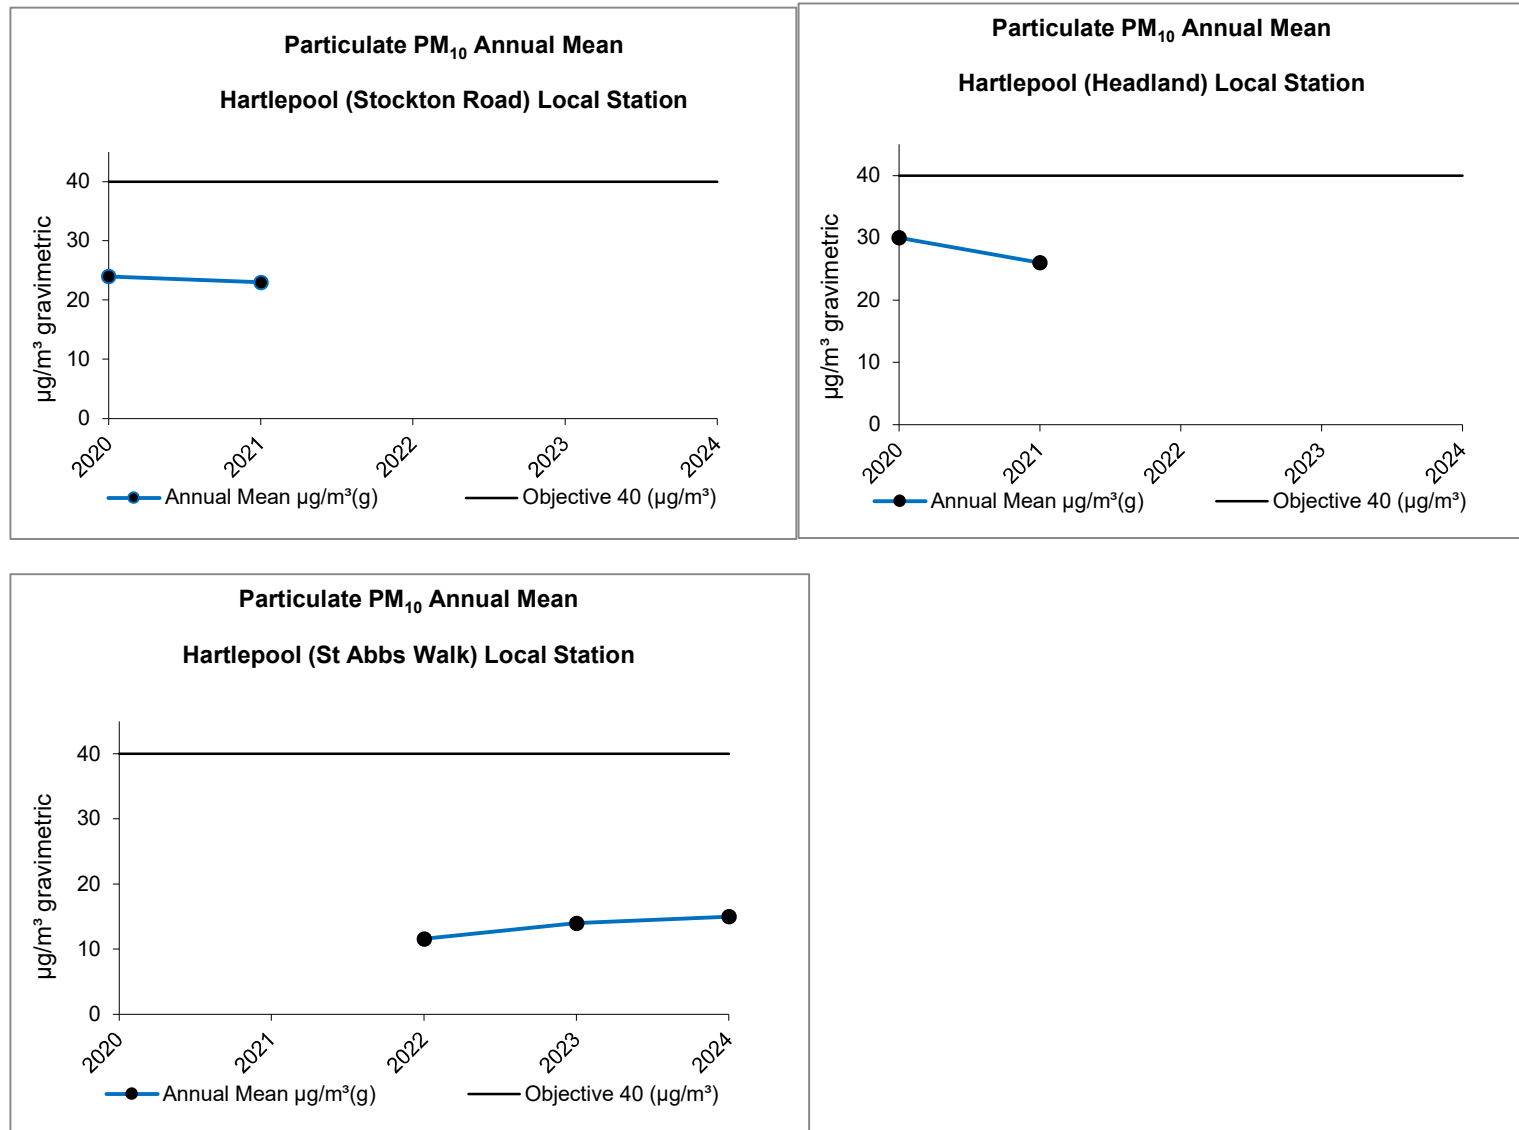 Particulate PM₁₀ Annual Mean
Hartlepool (Stockton Road) Local Station
µg/m³ gravimetric
40
30
20
10
0
2020
2021
2022
2023
2024
Annual Mean µg/m³(g)
Objective 40 (µg/m³)
Particulate PM₁₀ Annual Mean
Hartlepool (Headland) Local Station
µg/m³ gravimetric
40
30
20
10
0
2020
2021
2022
2023
2024
Annual Mean µg/m³(g)
Objective 40 (µg/m³)
Particulate PM₁₀ Annual Mean
Hartlepool (St Abbs Walk) Local Station
µg/m³ gravimetric
40
30
20
10
0
2020
2021
2022
2023
2024
Annual Mean µg/m³(g)
Objective 40 (µg/m³)